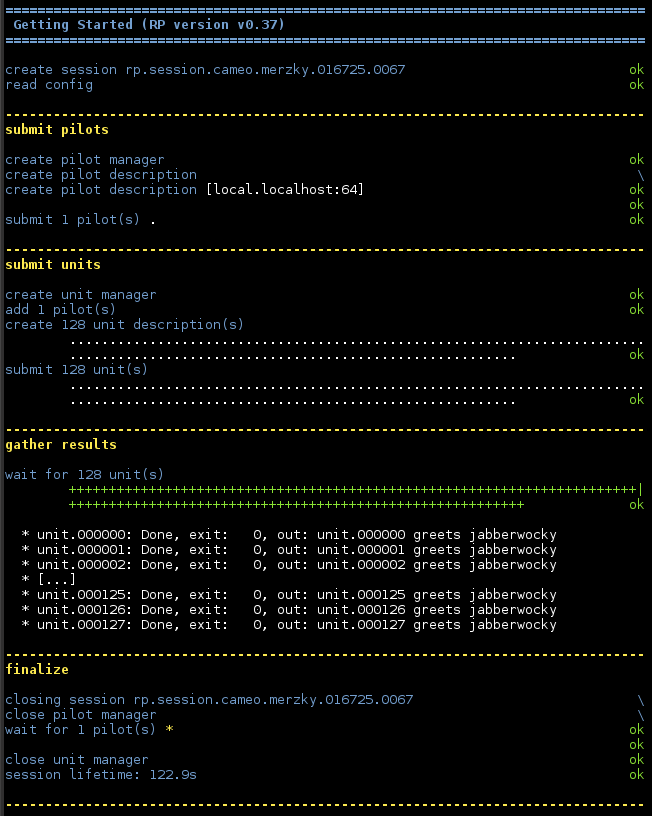 ================================================================================
 Getting Started (RP version v0.37)
================================================================================

create session rp.session.cameo.merzky.016725.0067                            ok
read config                                                                   ok

--------------------------------------------------------------------------------
submit pilots

create pilot manager                                                          ok
create pilot description                                                       \
create pilot description [local.localhost:64]                                 ok
                                                                              ok
submit 1 pilot(s) .                                                           ok

--------------------------------------------------------------------------------
submit units

create unit manager                                                           ok
add 1 pilot(s)                                                                ok
create 128 unit description(s)
        ........................................................................
        ........................................................              ok
submit 128 unit(s)
        ........................................................................
        ........................................................              ok

--------------------------------------------------------------------------------
gather results

wait for 128 unit(s)
        +++++++++++++++++++++++++++++++++++++++++++++++++++++++++++++++++++++++|
        +++++++++++++++++++++++++++++++++++++++++++++++++++++++++             ok

  * unit.000000: Done, exit:   0, out: unit.000000 greets jabberwocky
  * unit.000001: Done, exit:   0, out: unit.000001 greets jabberwocky
  * unit.000002: Done, exit:   0, out: unit.000002 greets jabberwocky
  * [...]
  * unit.000125: Done, exit:   0, out: unit.000125 greets jabberwocky
  * unit.000126: Done, exit:   0, out: unit.000126 greets jabberwocky
  * unit.000127: Done, exit:   0, out: unit.000127 greets jabberwocky

--------------------------------------------------------------------------------
finalize

closing session rp.session.cameo.merzky.016725.0067                            \
close pilot manager                                                            \
wait for 1 pilot(s) *                                                         ok
                                                                              ok
close unit manager                                                            ok
session lifetime: 122.9s                                                      ok

--------------------------------------------------------------------------------